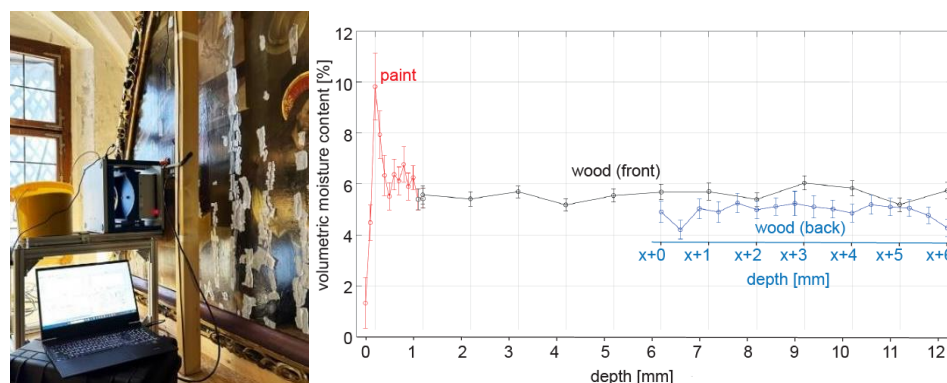 volumetric moisture content [%]
12
10
8
6
4
2
0
paint
wood (front)
wood (back)
x+0 x+1 x+2 x+3 x+4 x+5 x+6
depth [mm]
0 1 2 3 4 5 6 7 8 9 10 11 12
depth [mm]